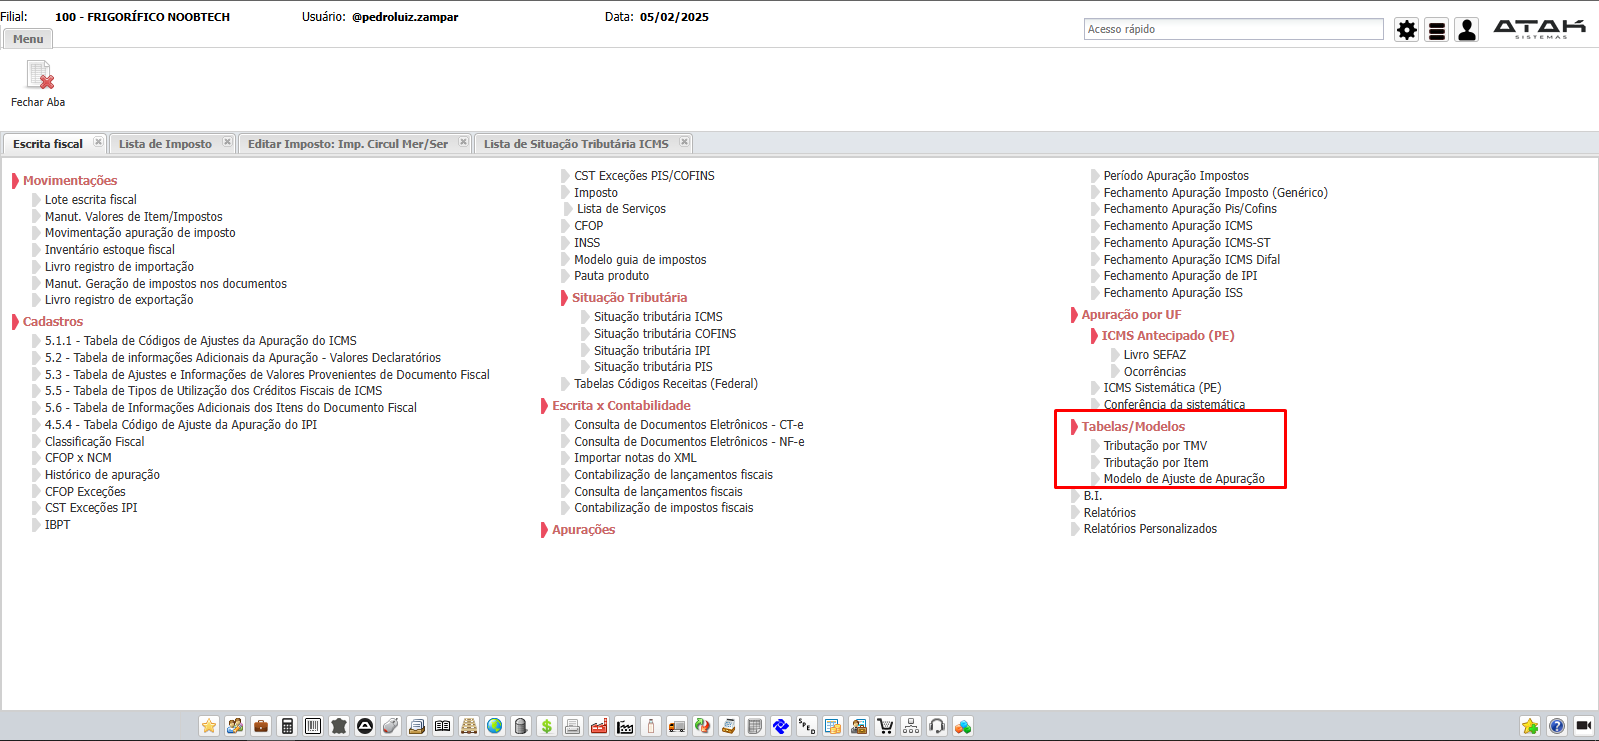 Filial: 100 - FRIGORÍFICO NOOBTECH Usuário: @pedroluiz.zampar Data: 05/02/2025
Menu
Acesso rápido
ATAK
SISTEMAS
Fechar Aba
Escrita fiscal
Lista de Imposto
Editar Imposto: Imp. Circul Mer/Ser
Lista de Situação Tributária ICMS
Movimentações
Lote escrita fiscal
Manut. Valores de Item/Impostos
Movimentação apuração de imposto
Inventário estoque fiscal
Livro registro de importação
Manut. Geração de impostos nos documentos
Livro registro de exportação
Cadastros
5.1.1 - Tabela de Códigos de Ajustes da Apuração do ICMS
5.2 - Tabela de informações Adicionais da Apuração - Valores Declaratórios
5.3 - Tabela de Ajustes e Informações de Valores Provenientes de Documento Fiscal
5.5 - Tabela de Tipos de Utilização dos Créditos Fiscais de ICMS
5.6 - Tabela de Informações Adicionais dos Itens do Documento Fiscal
4.5.4 - Tabela Código de Ajuste da Apuração do IPI
Classificação Fiscal
CFOP x NCM
Histórico de apuração
CFOP Exceções
CST Exceções IPI
IBPT
CST Exceções PIS/COFINS
Imposto
Lista de Serviços
CFOP
INSS
Modelo guia de impostos
Pauta produto
Situação Tributária
Situação tributária ICMS
Situação tributária COFINS
Situação tributária IPI
Situação tributária PIS
Tabelas Códigos Receitas (Federal)
Escrita x Contabilidade
Consulta de Documentos Eletrônicos - CT-e
Consulta de Documentos Eletrônicos - NF-e
Importar notas do XML
Contabilização de lançamentos fiscais
Consulta de lançamentos fiscais
Contabilização de impostos fiscais
Apurações
Período Apuração Impostos
Fechamento Apuração Imposto (Genérico)
Fechamento Apuração Pis/Cofins
Fechamento Apuração ICMS
Fechamento Apuração ICMS-ST
Fechamento Apuração ICMS Difal
Fechamento Apuração de IPI
Fechamento Apuração ISS
Apuração por UF
ICMS Antecipado (PE)
Livro SEFAZ
Ocorrências
ICMS Sistemática (PE)
Conferência da sistemática
Tabelas/Modelos
Tributação por TMV
Tributação por Item
Modelo de Ajuste de Apuração
B.I.
Relatórios
Relatórios Personalizados
SPED